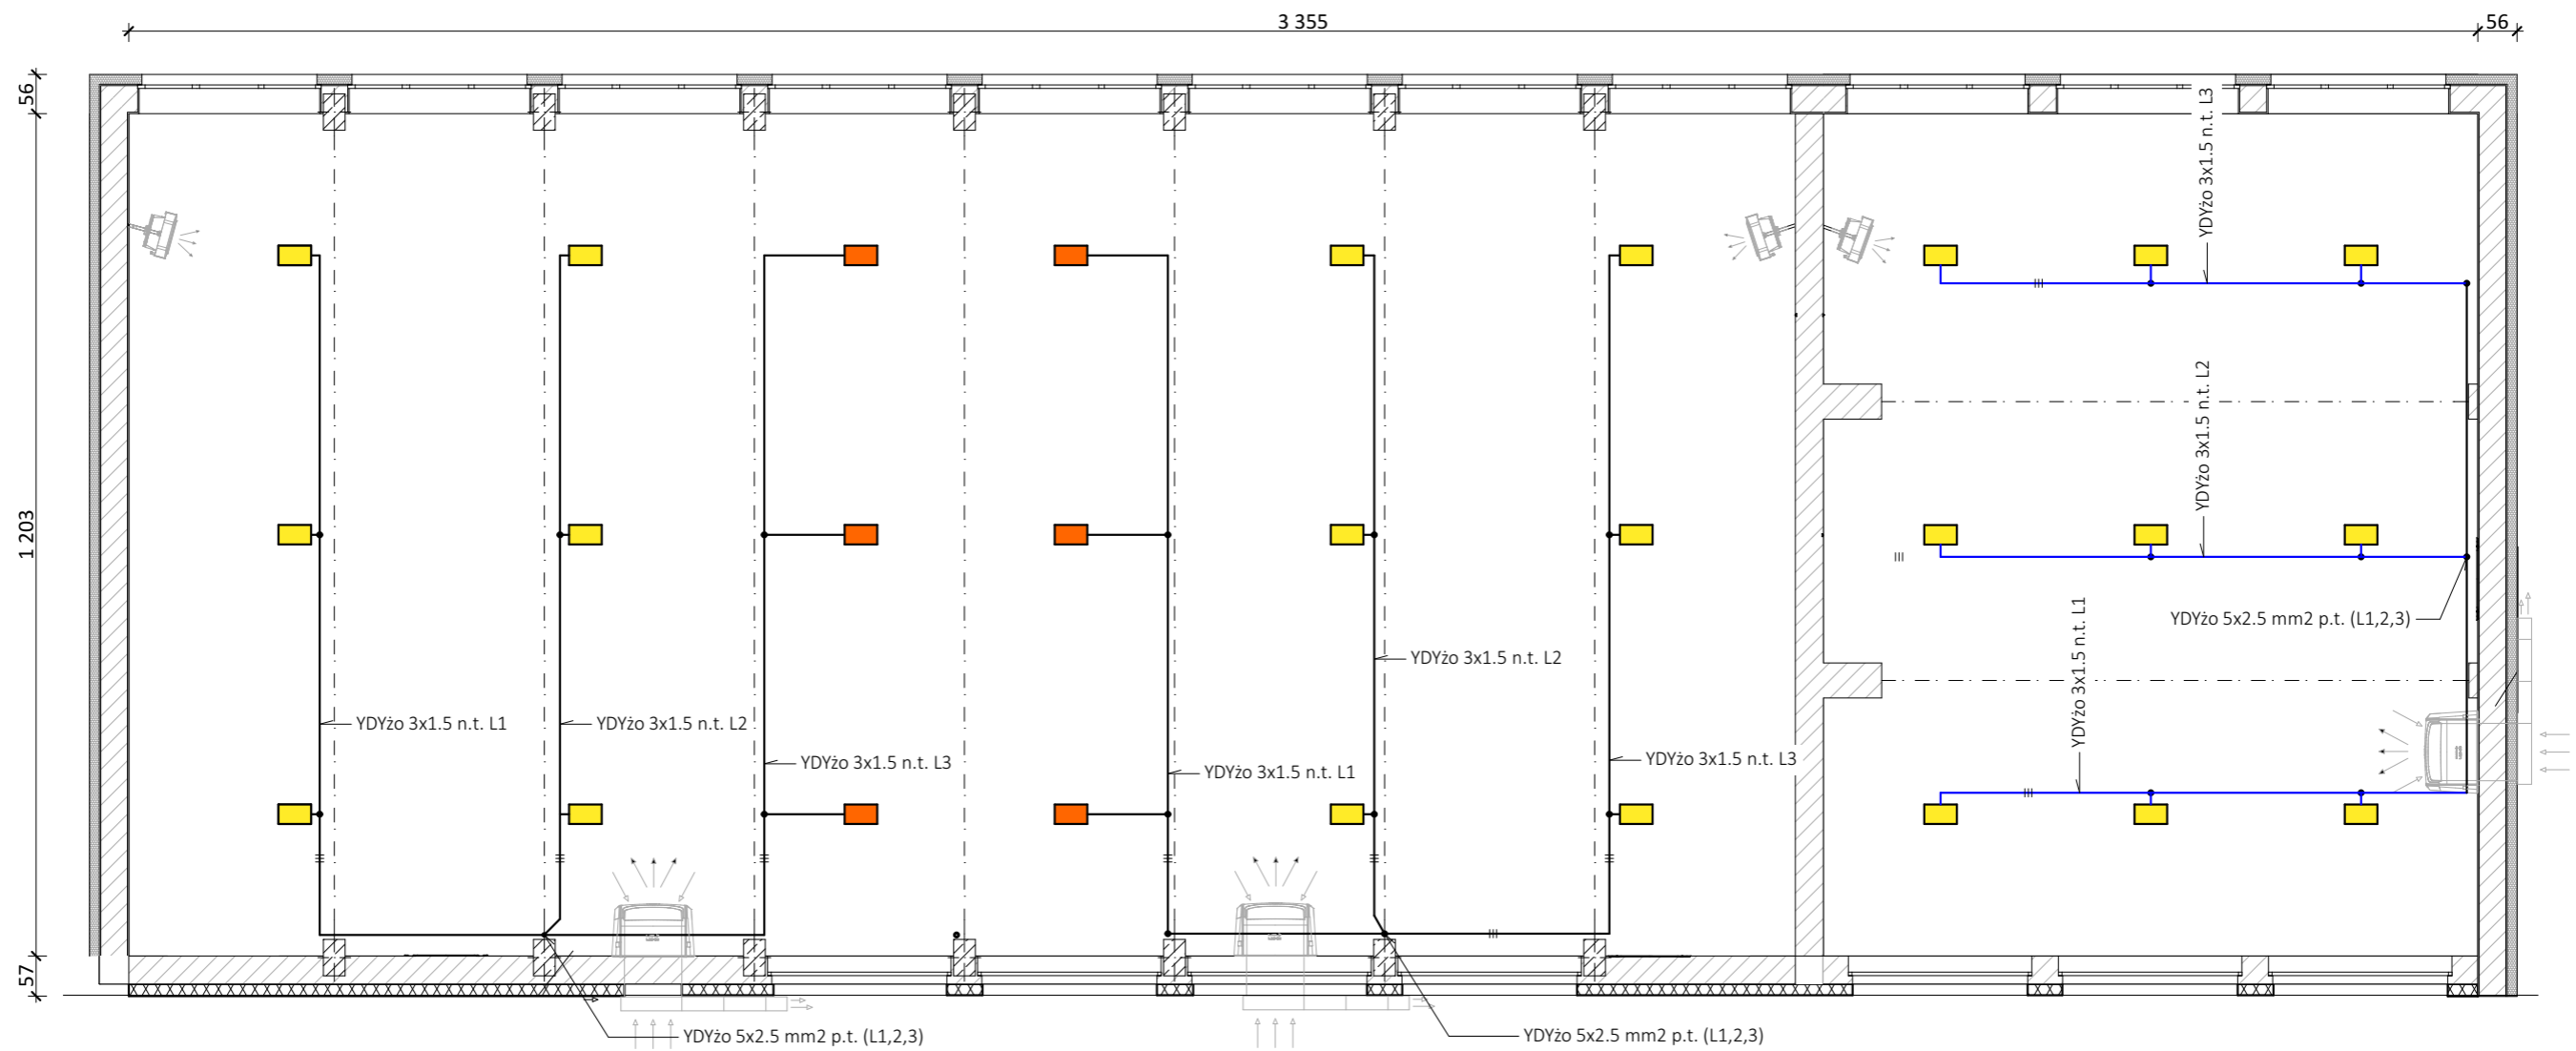 3 355
56
56
1 203
57
YDYżo 3x1.5 n.t. L3
YDYżo 3x1.5 n.t. L2
YDYżo 5x2.5 mm2 p.t. (L1,2,3)
YDYżo 3x1.5 n.t. L1
YDYżo 3x1.5 n.t. L2
YDYżo 3x1.5 n.t. L1
YDYżo 3x1.5 n.t. L2
YDYżo 3x1.5 n.t. L3
YDYżo 3x1.5 n.t. L1
YDYżo 3x1.5 n.t. L3
YDYżo 5x2.5 mm2 p.t. (L1,2,3)
YDYżo 5x2.5 mm2 p.t. (L1,2,3)